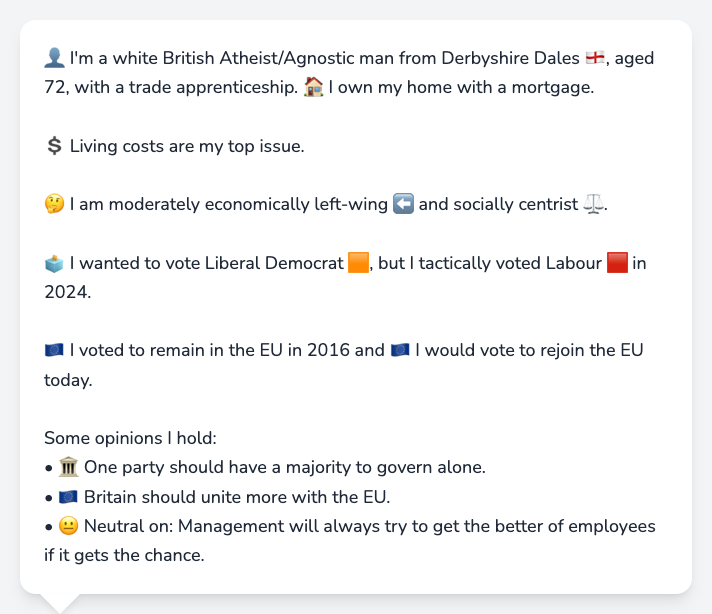 👤 I'm a white British Atheist/Agnostic man from Derbyshire Dales 🏴󠁧󠁢󠁥󠁮󠁧󠁿, aged
72, with a trade apprenticeship. 🏠 I own my home with a mortgage.
💲 Living costs are my top issue.
🤔 I am moderately economically left-wing ⬅️ and socially centrist ⚖️.
🗳️ I wanted to vote Liberal Democrat 🟧, but I tactically voted Labour 🟥 in
2024.
🇪🇺 I voted to remain in the EU in 2016 and 🇪🇺 I would vote to rejoin the EU
today.
Some opinions I hold:
• 🏛️ One party should have a majority to govern alone.
• 🇪🇺 Britain should unite more with the EU.
• 😐 Neutral on: Management will always try to get the better of employees
if it gets the chance.